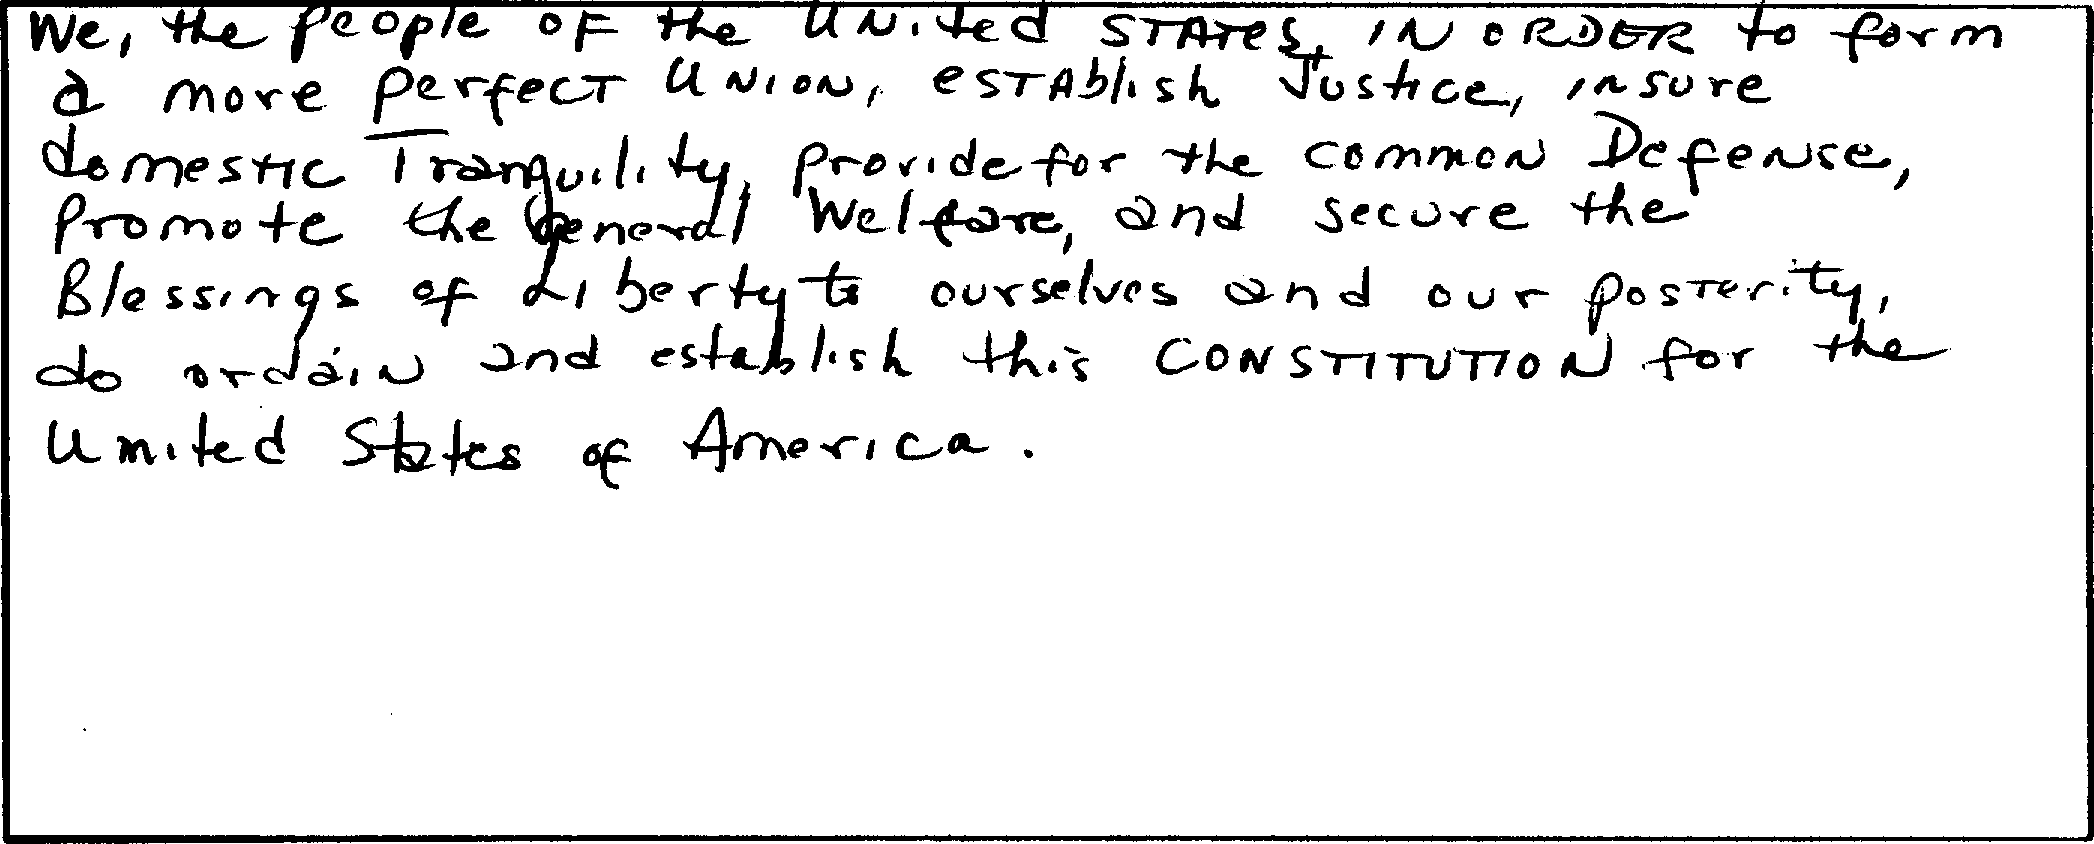 We, the people OF the UNited STATES, IN ORDER to form
a more perfect UNION, ESTAblish Justice, insure
domestic Tranquility, provide for the common Defense,
promote the general Welfare, and secure the
Blessings of Liberty to ourselves and our posterity,
do ordain and establish this CONSTITUTION for the
United States of America.